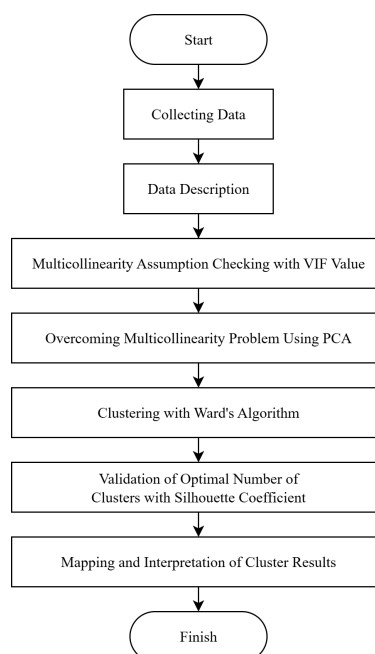 Start
Collecting Data
Data Description
Multicollinearity Assumption Checking with VIF Value
Overcoming Multicollinearity Problem Using PCA
Clustering with Ward's Algorithm
Validation of Optimal Number of
Clusters with Silhouette Coefficient
Mapping and Interpretation of Cluster Results
Finish